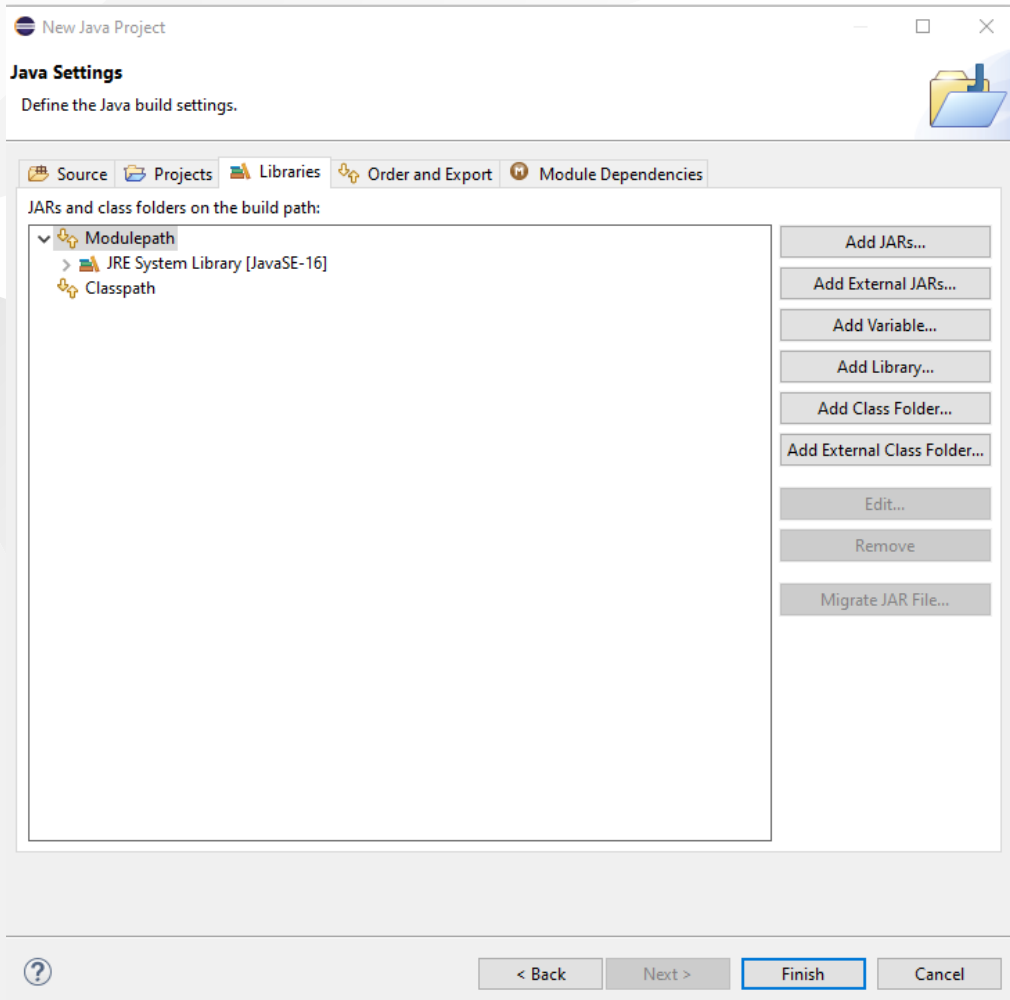 New Java Project
Java Settings
Define the Java build settings.
Source Projects Libraries Order and Export Module Dependencies
JARs and class folders on the build path:
Modulepath
JRE System Library [JavaSE-16]
Classpath
Add JARs...
Add External JARs...
Add Variable...
Add Library...
Add Class Folder...
Add External Class Folder...
Edit...
Remove
Migrate JAR File...
? < Back Next > Finish Cancel